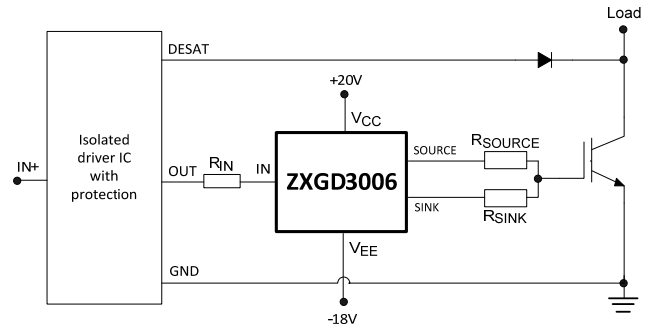 Load
DESAT
+20V
VCC
Isolated
driver IC
with
protection
IN+
OUT
RIN
IN
ZXGD3006
SOURCE
RSOURCE
SINK
RSINK
VEE
GND
-18V